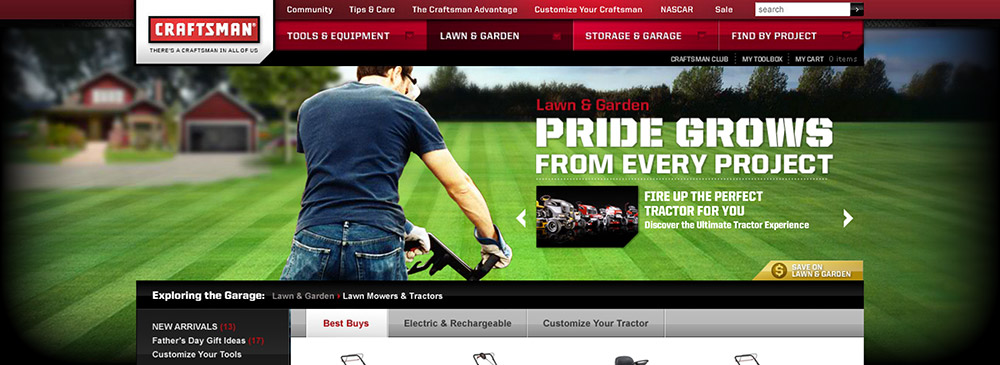 CRAFTSMAN®
THERE'S A CRAFTSMAN IN ALL OF US
Community Tips & Care The Craftsman Advantage Customize Your Craftsman NASCAR Sale search
TOOLS & EQUIPMENT LAWN & GARDEN STORAGE & GARAGE FIND BY PROJECT
CRAFTSMAN CLUB MY TOOLBOX MY CART 0 items
Lawn & Garden
PRIDE GROWS
FROM EVERY PROJECT
FIRE UP THE PERFECT
TRACTOR FOR YOU
Discover the Ultimate Tractor Experience
SAVE ON
LAWN & GARDEN
Exploring the Garage: Lawn & Garden › Lawn Mowers & Tractors
NEW ARRIVALS (13)
Father's Day Gift Ideas (17)
Customize Your Tools
Best Buys Electric & Rechargeable Customize Your Tractor